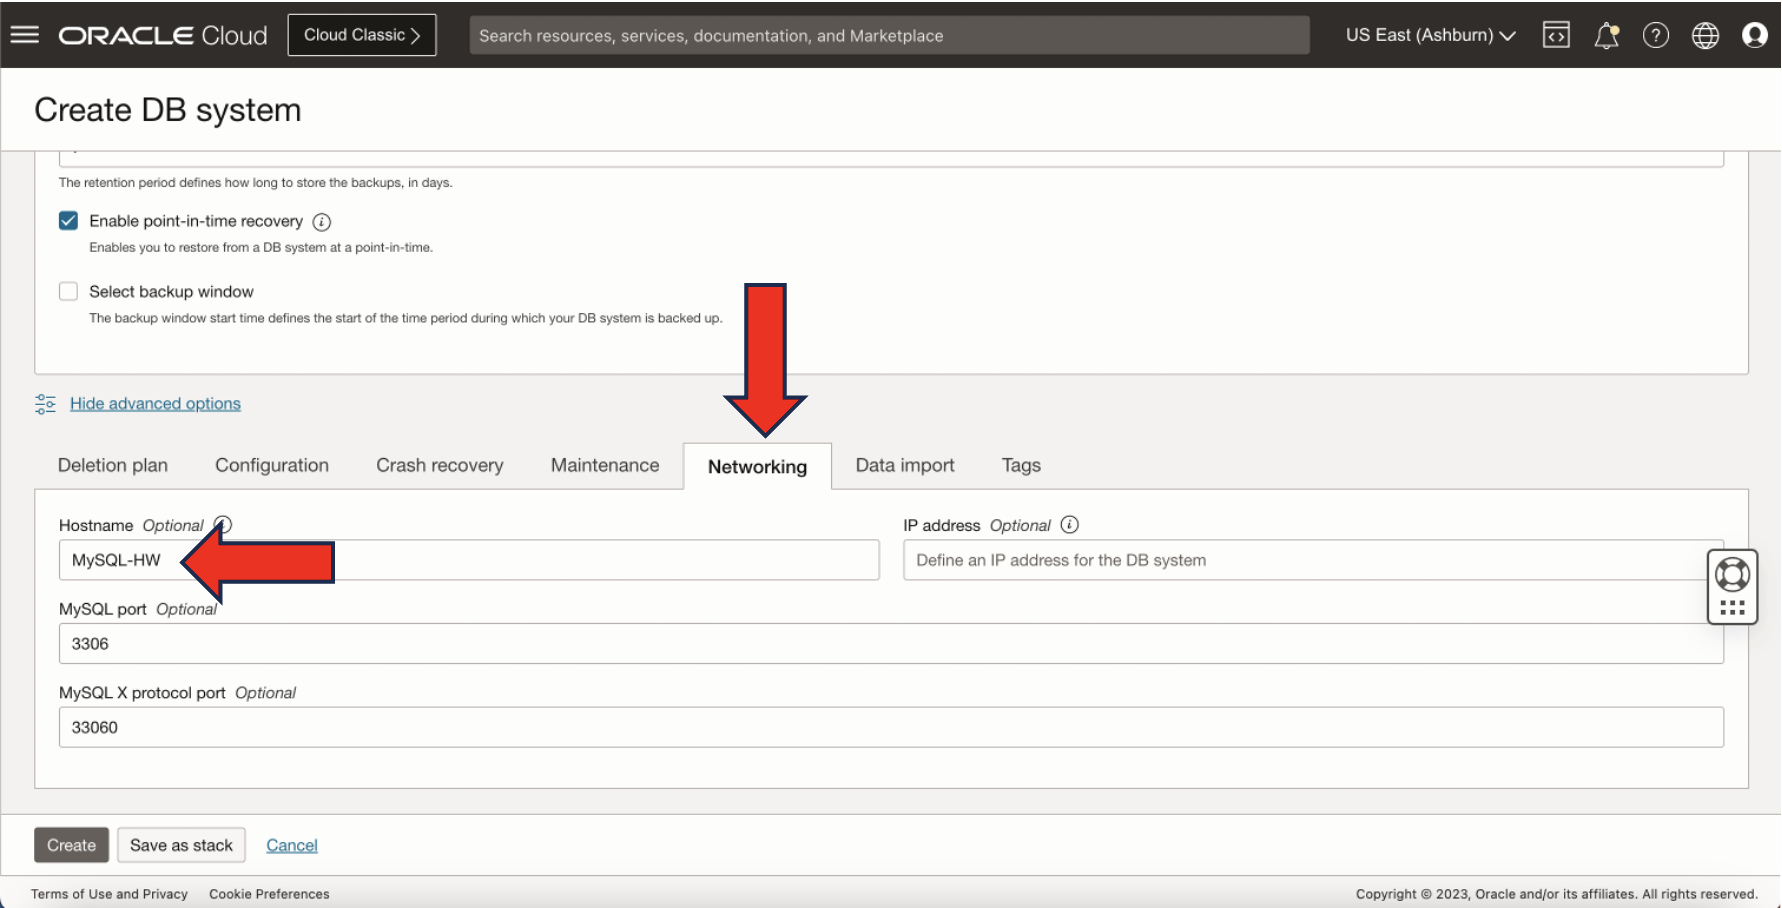 ORACLE Cloud
Cloud Classic
Search resources, services, documentation, and Marketplace
US East (Ashburn)
Create DB system
The retention period defines how long to store the backups, in days.
Enable point-in-time recovery
Enables you to restore from a DB system at a point-in-time.
Select backup window
The backup window start time defines the start of the time period during which your DB system is backed up.
Hide advanced options
Deletion plan Configuration Crash recovery Maintenance Networking Data import Tags
Hostname Optional
MySQL-HW
IP address Optional
Define an IP address for the DB system
MySQL port Optional
3306
MySQL X protocol port Optional
33060
Create Save as stack Cancel
Terms of Use and Privacy Cookie Preferences
Copyright © 2023, Oracle and/or its affiliates. All rights reserved.